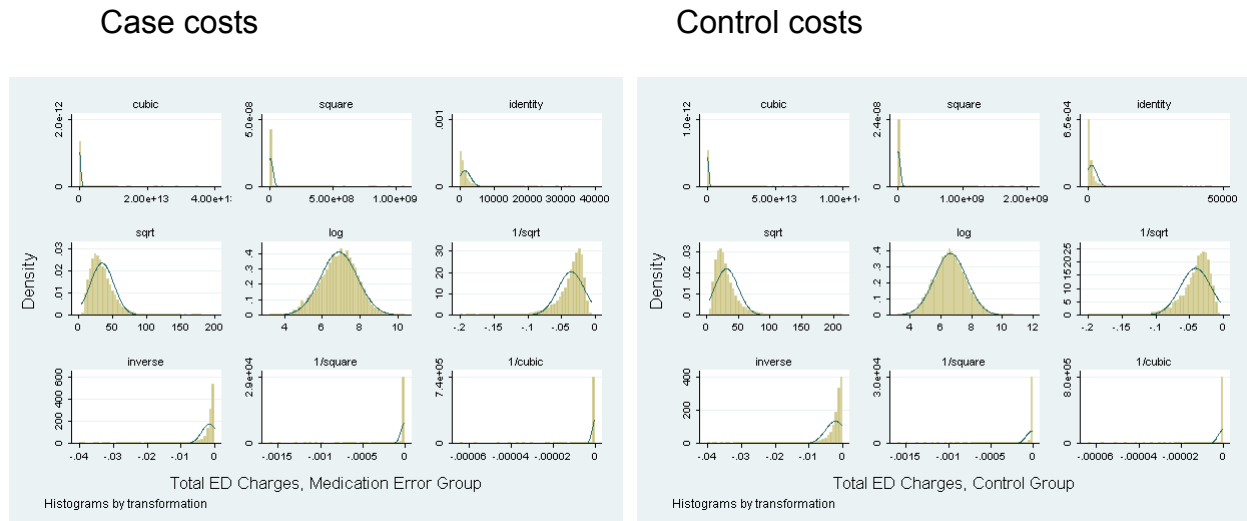 Case costs
Control costs
cubic square identity
2.0e-12 5.0e-08 .001
0 0 0
0 2.00e+13 0 5.00e+08 1.00e+09 0 10000 20000 30000 40000
sqrt log 1/sqrt
0 .01 .02 .03 0 .1 .2 .3 .4 0 10 20 30
0 50 100 150 200 4 6 8 10 -.2 -.15 -.1 -.05 0
inverse 1/square 1/cubic
0 200 400 600 0 2.9e+04 0 7.4e+05
-.04 -.03 -.02 -.01 0 -.0015 -.001 -.0005 0 -.00006 -.00004 -.00002 0
Density
Total ED Charges, Medication Error Group
Histograms by transformation
cubic square identity
1.0e-12 2.4e-08 6.5e-04
0 0 0
0 5.00e+13 0 1.00e+09 2.00e+09 0 50000
sqrt log 1/sqrt
0 .01 .02 .03 0 .1 .2 .3 .4 0 5 10 15 20 25
0 50 100 150 200 4 6 8 10 12 -.2 -.15 -.1 -.05 0
inverse 1/square 1/cubic
0 200 400 0 3.0e+04 0 8.0e+05
-.04 -.03 -.02 -.01 0 -.0015 -.001 -.0005 0 -.00006 -.00004 -.00002 0
Density
Total ED Charges, Control Group
Histograms by transformation